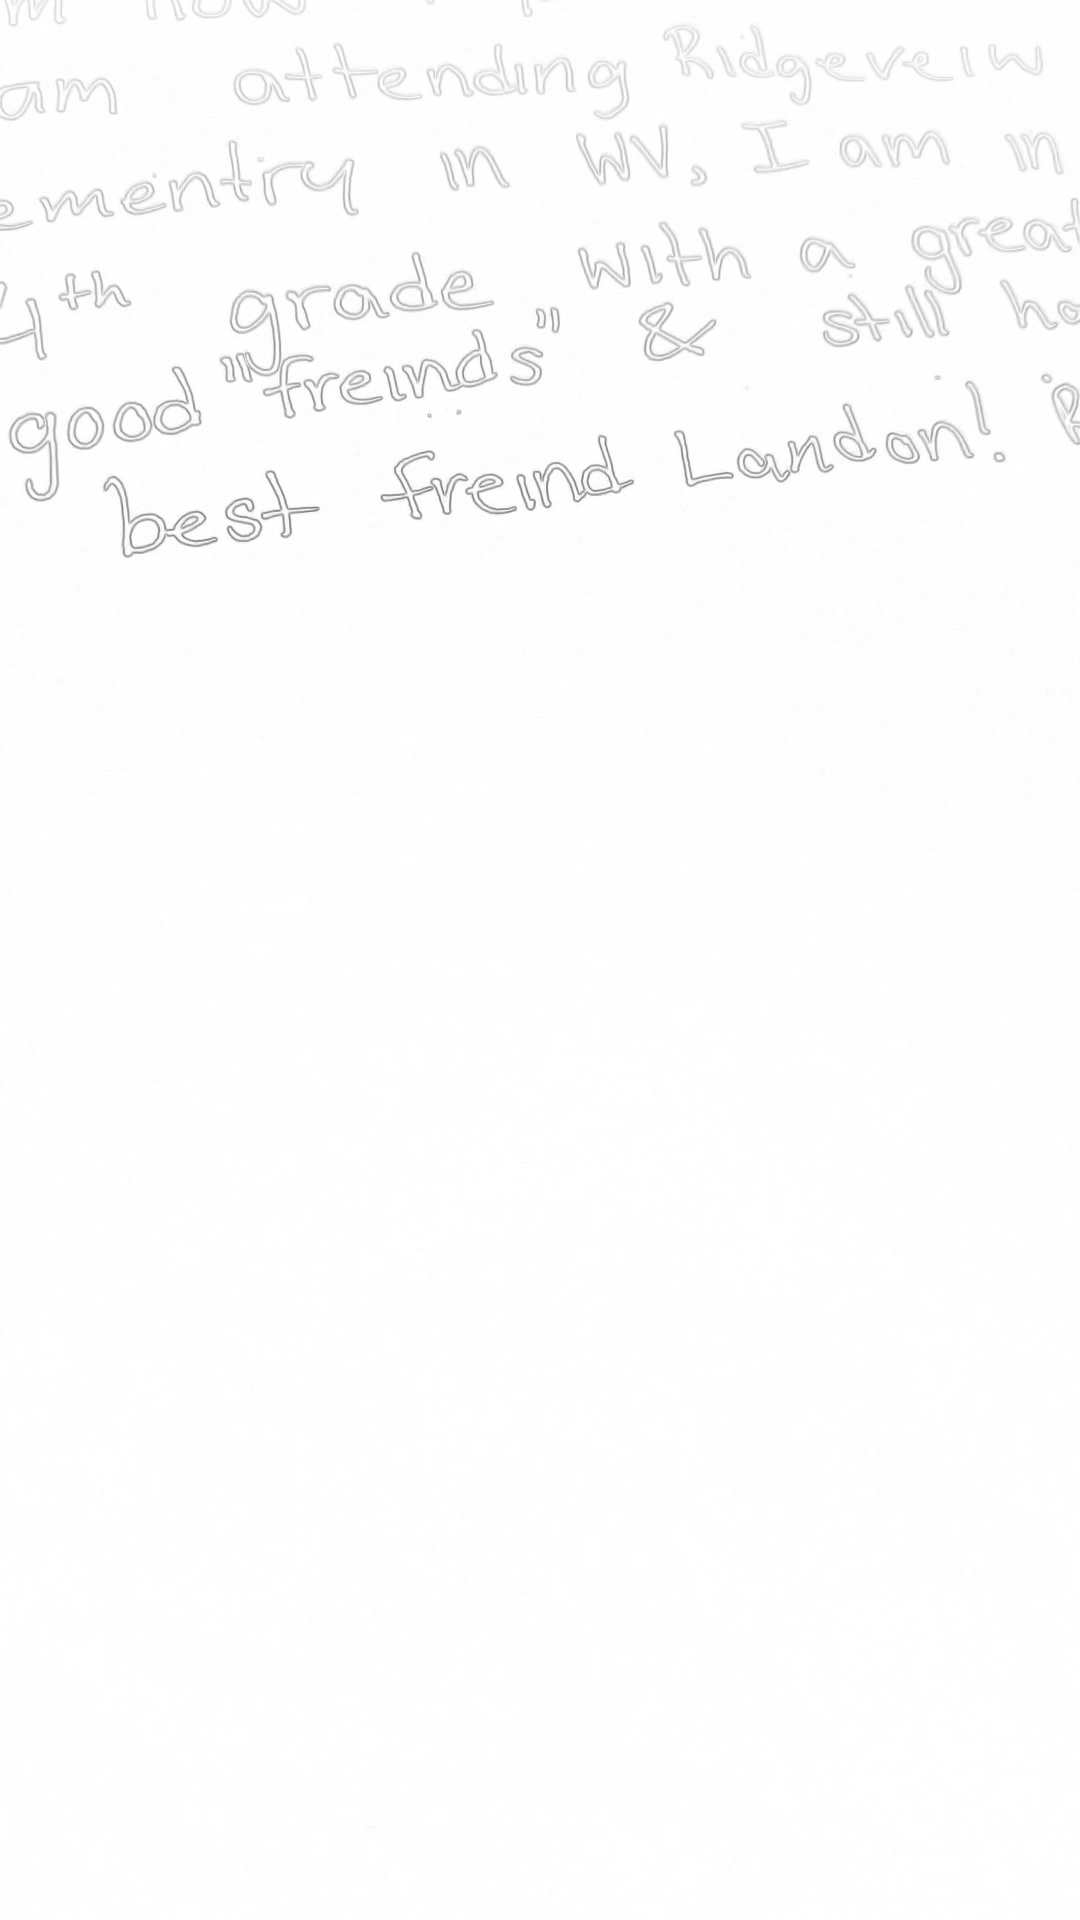 am attending Ridgeveiw
ementry in WV, I am in
4th grade with a great
good "freinds" & still
best freind Landon!